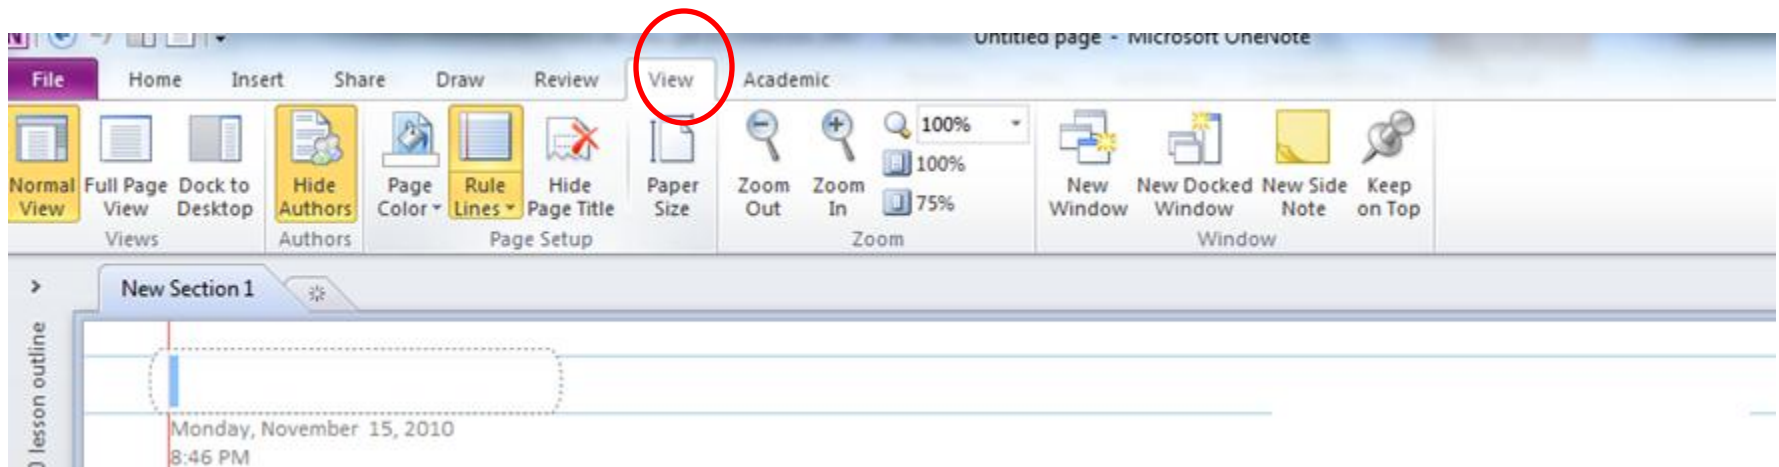 Untitled page - Microsoft OneNote
File Home Insert Share Draw Review View Academic
Normal View
Full Page View
Dock to Desktop
Views
Hide Authors
Authors
Page Color
Rule Lines
Hide Page Title
Paper Size
Page Setup
Zoom Out
Zoom In
100%
100%
75%
Zoom
New Window
New Docked Window
New Side Note
Keep on Top
Window
New Section 1
lesson outline
Monday, November 15, 2010
8:46 PM